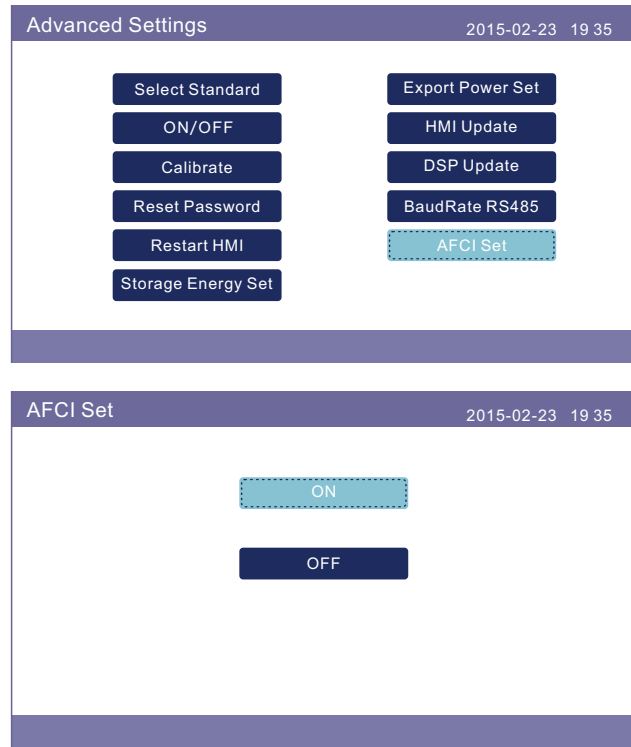 Advanced Settings 2015-02-23 19 35
Select Standard Export Power Set
ON/OFF HMI Update
Calibrate DSP Update
Reset Password BaudRate RS485
Restart HMI AFCI Set
Storage Energy Set
AFCI Set 2015-02-23 19 35
ON
OFF